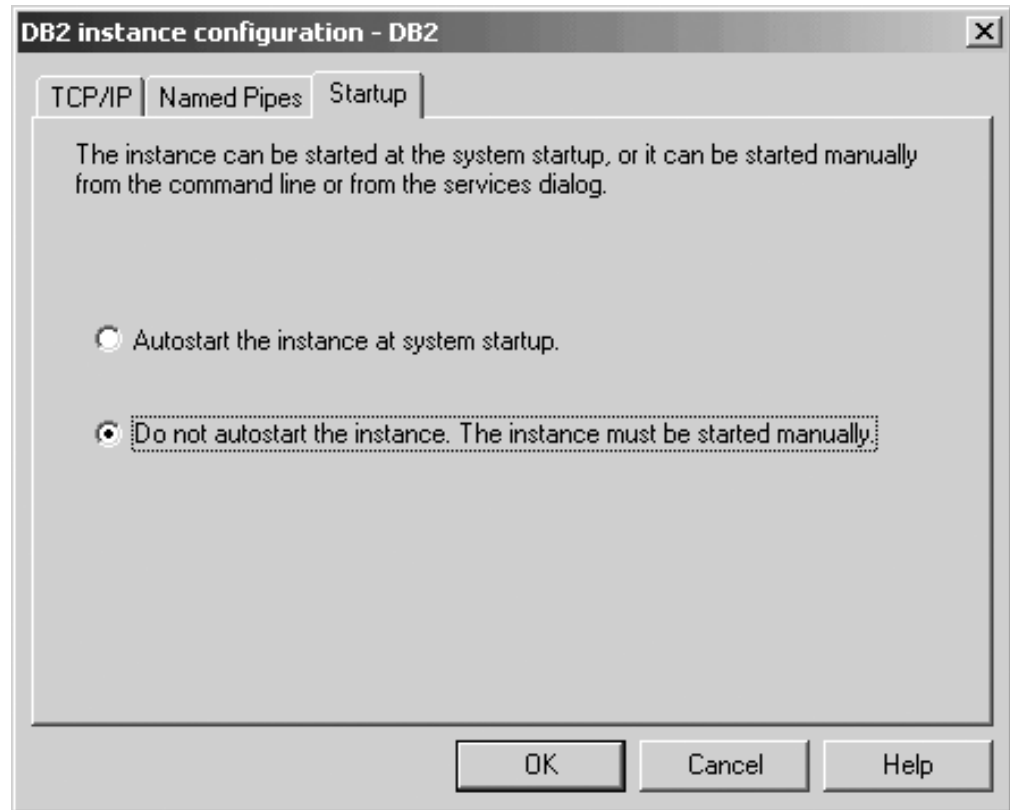 DB2 instance configuration - DB2
TCP/IP
Named Pipes
Startup
The instance can be started at the system startup, or it can be started manually
from the command line or from the services dialog.
Autostart the instance at system startup.
Do not autostart the instance. The instance must be started manually.
OK
Cancel
Help